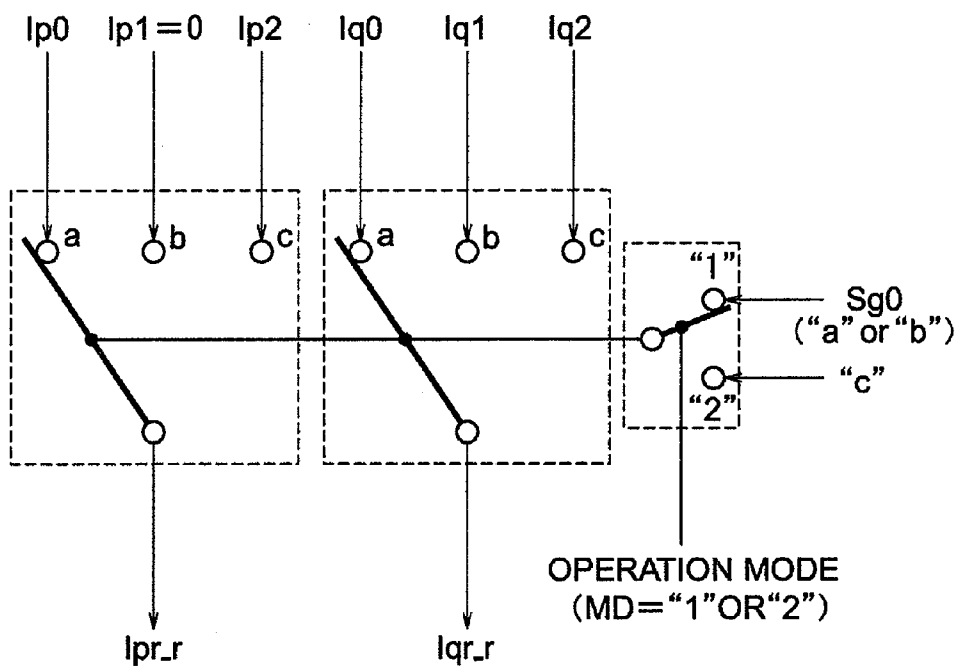 Ip0 Ip1=0 Ip2 Iq0 Iq1 Iq2
a b c a b c
“1”
Sg0
(“a” or “b”)
“c”
“2”
OPERATION MODE
(MD=“1”OR“2”)
Ipr_r Iqr_r